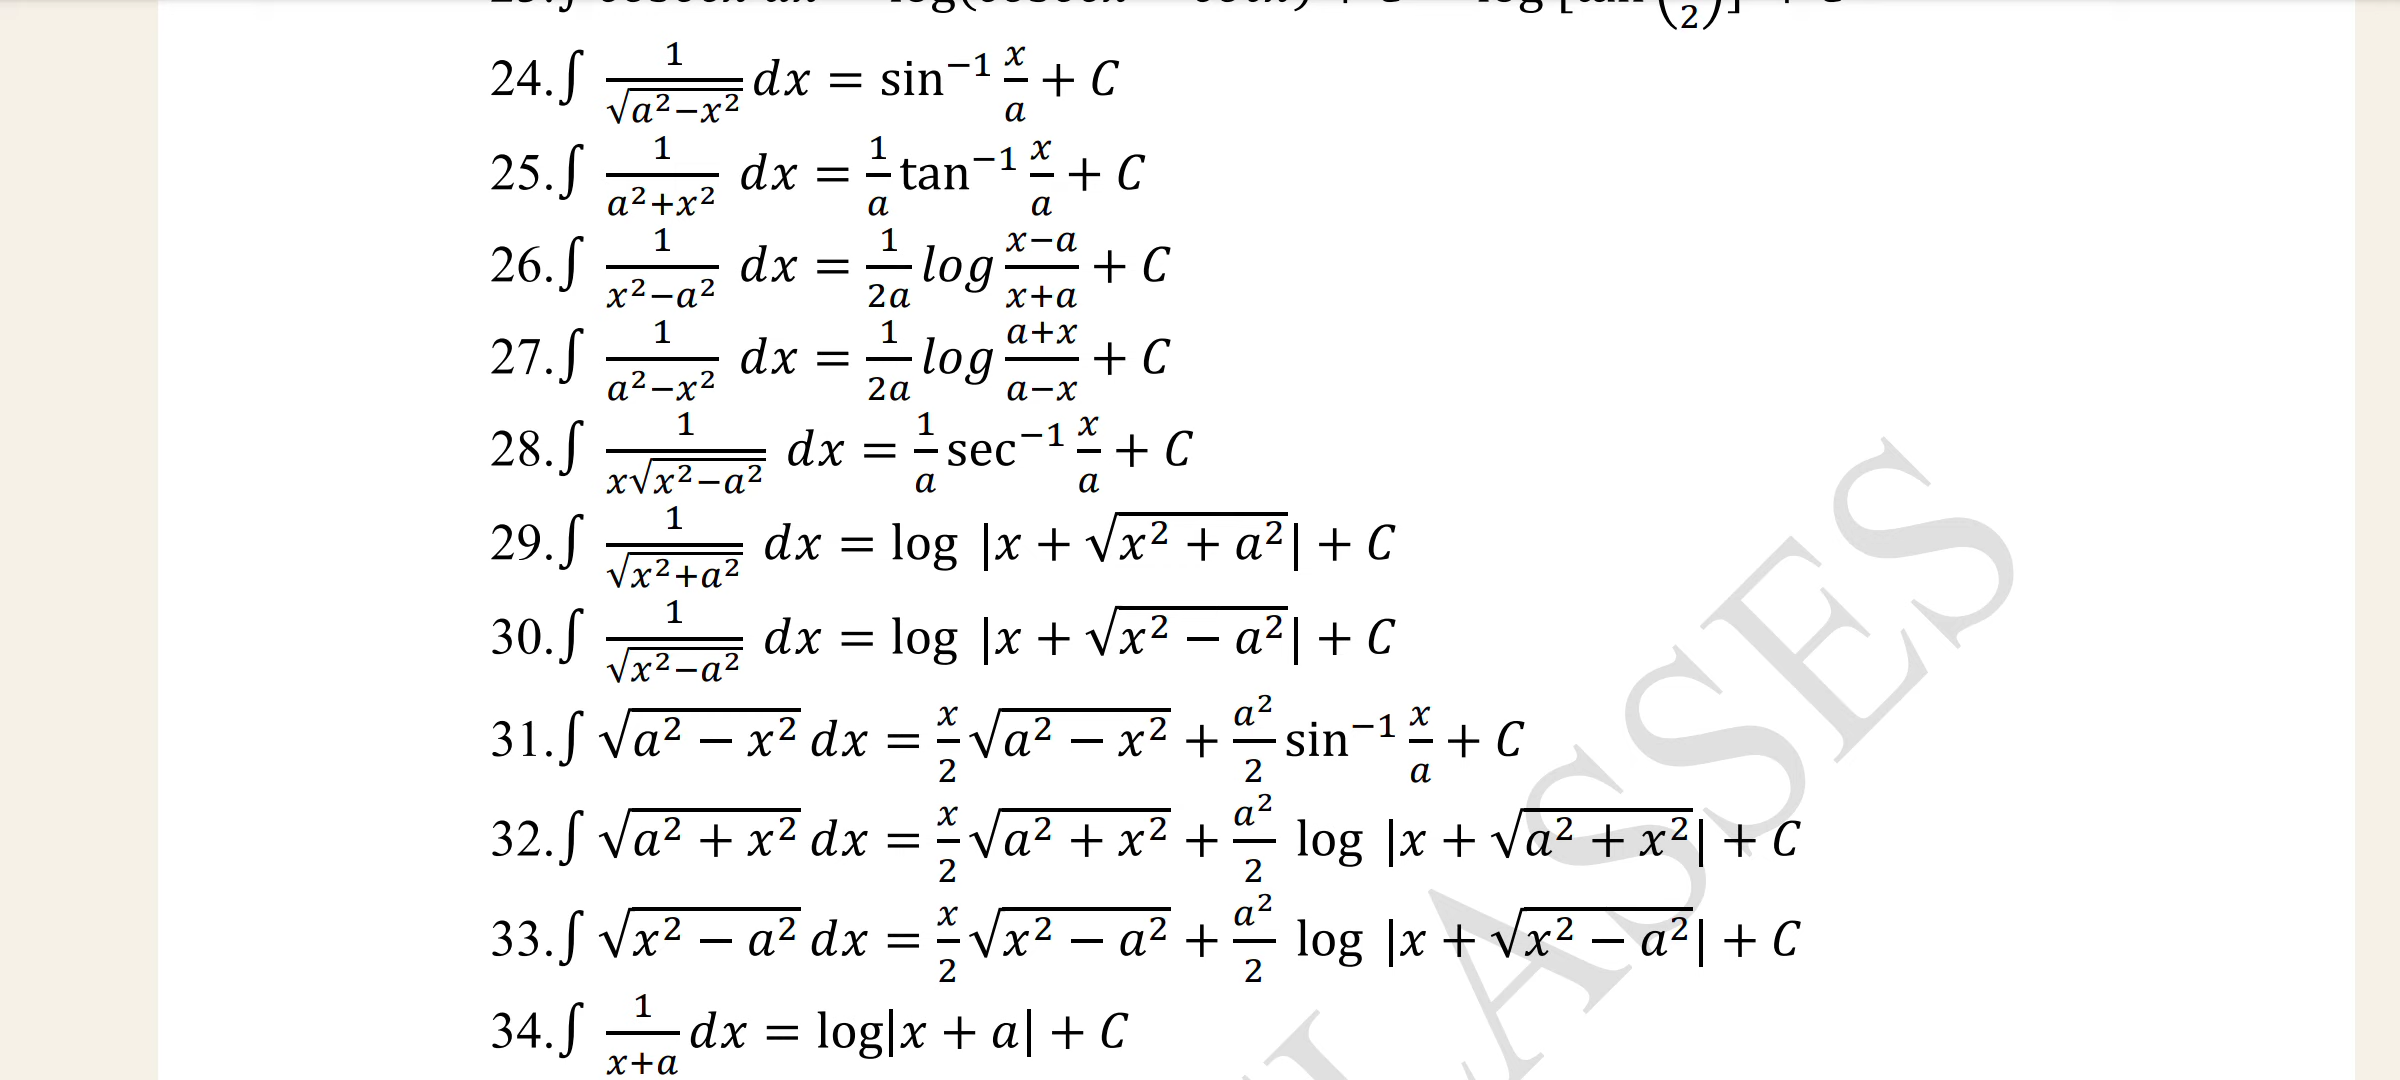 24.∫ 1/√(a²−x²) dx = sin⁻¹ x/a + C
25.∫ 1/(a²+x²) dx = 1/a tan⁻¹ x/a + C
26.∫ 1/(x²−a²) dx = 1/2a log (x−a)/(x+a) + C
27.∫ 1/(a²−x²) dx = 1/2a log (a+x)/(a−x) + C
28.∫ 1/(x√(x²−a²)) dx = 1/a sec⁻¹ x/a + C
29.∫ 1/√(x²+a²) dx = log |x + √(x² + a²)| + C
30.∫ 1/√(x²−a²) dx = log |x + √(x² − a²)| + C
31.∫ √(a² − x²) dx = x/2 √(a² − x²) + a²/2 sin⁻¹ x/a + C
32.∫ √(a² + x²) dx = x/2 √(a² + x²) + a²/2 log |x + √(a² + x²)| + C
33.∫ √(x² − a²) dx = x/2 √(x² − a²) + a²/2 log |x + √(x² − a²)| + C
34.∫ 1/(x+a) dx = log|x + a| + C